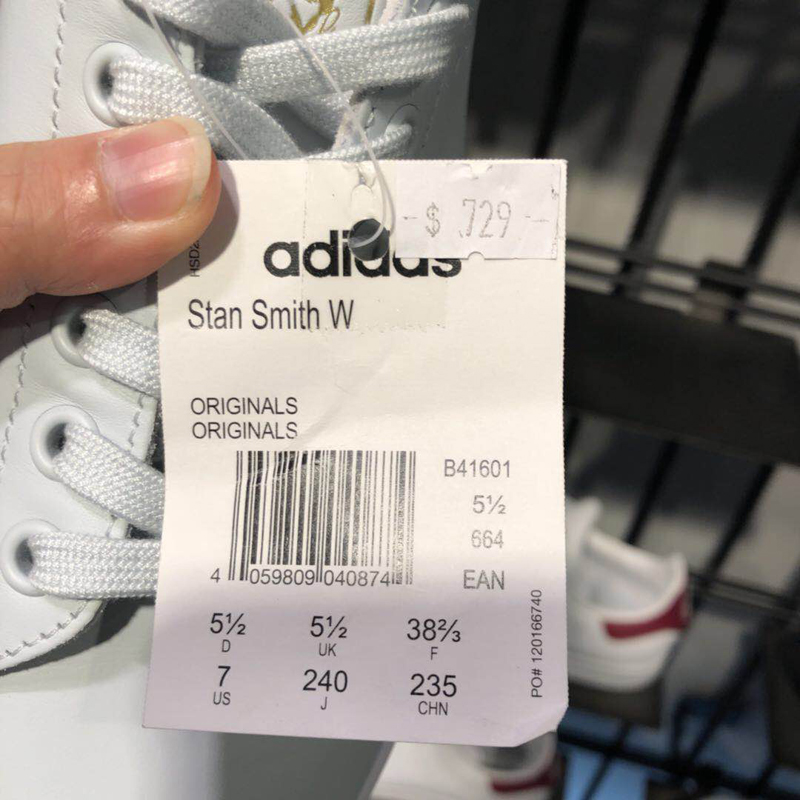 - $ 729 -
adidas
Stan Smith W
ORIGINALS
ORIGINALS
B41601
5½
664
4 059809 040874
EAN
5½ 5½ 38⅔
D UK F
7 240 235
US J CHN
PO# 120166740